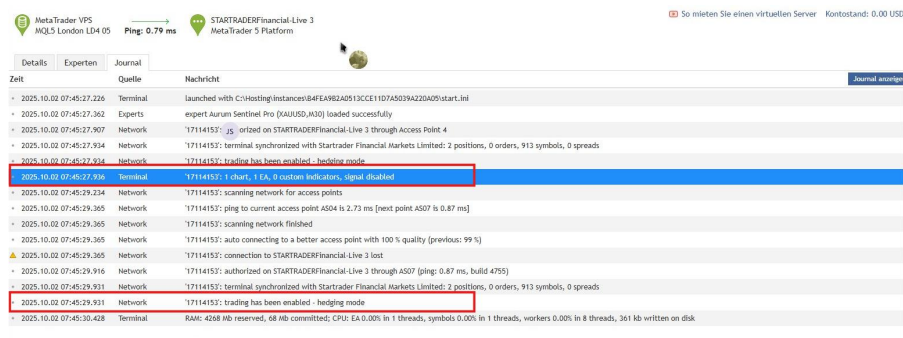 MetaTrader VPS
MQL5 London LD4 05
Ping: 0.79 ms
STARTRADERFinancial-Live 3
MetaTrader 5 Platform
So mieten Sie einen virtuellen Server Kontostand: 0.00 USD
Details Experten Journal
Zeit Quelle Nachricht Journal anzeige
2025.10.02 07:45:27.226 Terminal launched with C:\Hosting\instances\B4FEA9B2A0513CCE11D7A5039A220A05\start.ini
2025.10.02 07:45:27.362 Experts expert Aurum Sentinel Pro (XAUUSD,M30) loaded successfully
2025.10.02 07:45:27.907 Network '17114153': JS orized on STARTRADERFinancial-Live 3 through Access Point 4
2025.10.02 07:45:27.934 Network '17114153': terminal synchronized with Startrader Financial Markets Limited: 2 positions, 0 orders, 913 symbols, 0 spreads
2025.10.02 07:45:27.934 Network '17114153': trading has been enabled - hedging mode
2025.10.02 07:45:27.936 Terminal '17114153': 1 chart, 1 EA, 0 custom indicators, signal disabled
2025.10.02 07:45:29.234 Network '17114153': scanning network for access points
2025.10.02 07:45:29.365 Network '17114153': ping to current access point AS04 is 2.73 ms [next point AS07 is 0.87 ms]
2025.10.02 07:45:29.365 Network '17114153': scanning network finished
2025.10.02 07:45:29.365 Network '17114153': auto connecting to a better access point with 100 % quality (previous: 99 %)
2025.10.02 07:45:29.365 Network '17114153': connection to STARTRADERFinancial-Live 3 lost
2025.10.02 07:45:29.916 Network '17114153': authorized on STARTRADERFinancial-Live 3 through AS07 (ping: 0.87 ms, build 4755)
2025.10.02 07:45:29.931 Network '17114153': terminal synchronized with Startrader Financial Markets Limited: 2 positions, 0 orders, 913 symbols, 0 spreads
2025.10.02 07:45:29.931 Network '17114153': trading has been enabled - hedging mode
2025.10.02 07:45:30.428 Terminal RAM: 4268 Mb reserved, 68 Mb committed; CPU: EA 0.00% in 1 threads, symbols 0.00% in 1 threads, workers 0.00% in 8 threads, 361 kb written on disk